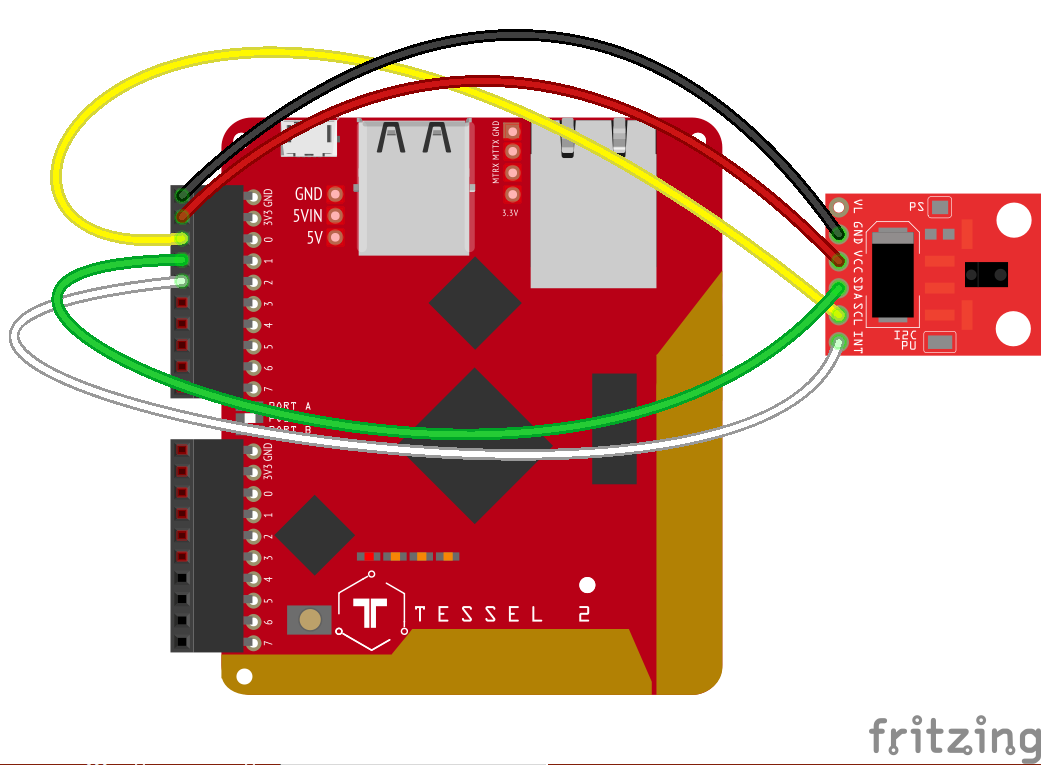 GND
5VIN
5V
MTRX MTTX GND
3.3V
GND
3V3
0
1
2
3
4
5
6
7
PORT A
PORT B
GND
3V3
0
1
2
3
4
5
6
7
TESSEL 2
PS
VL
GND
VCC
SDA
SCL
INT
I2C
PU
fritzing